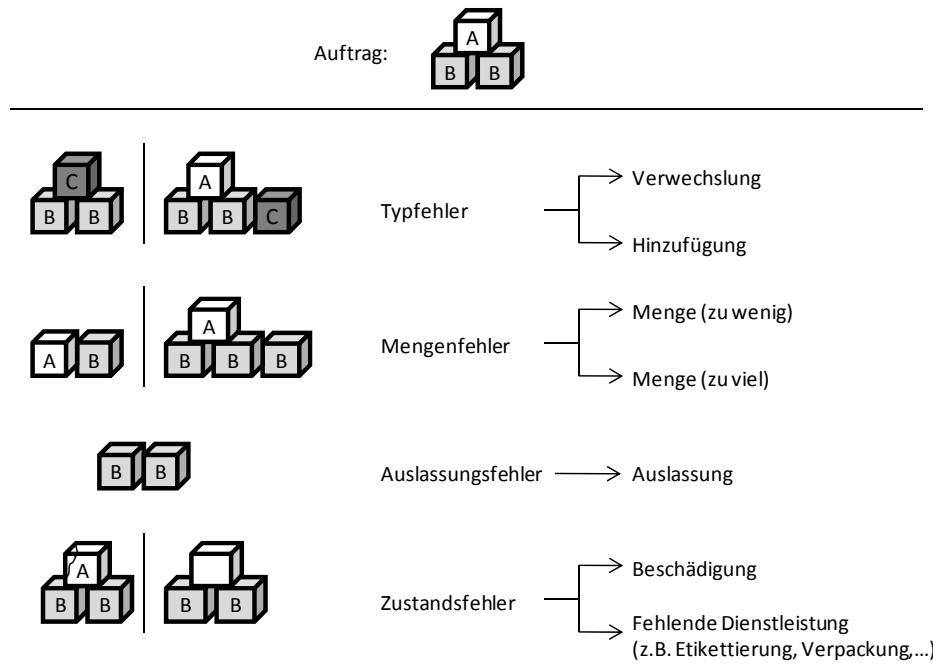 Auftrag:
A
B B
C
B B
A
B B C
Typfehler
Verwechslung
Hinzufügung
A B
A
B B B
Mengenfehler
Menge (zu wenig)
Menge (zu viel)
B B
Auslassungsfehler
Auslassung
A
B B
B B
Zustandsfehler
Beschädigung
Fehlende Dienstleistung
(z.B. Etikettierung, Verpackung,...)